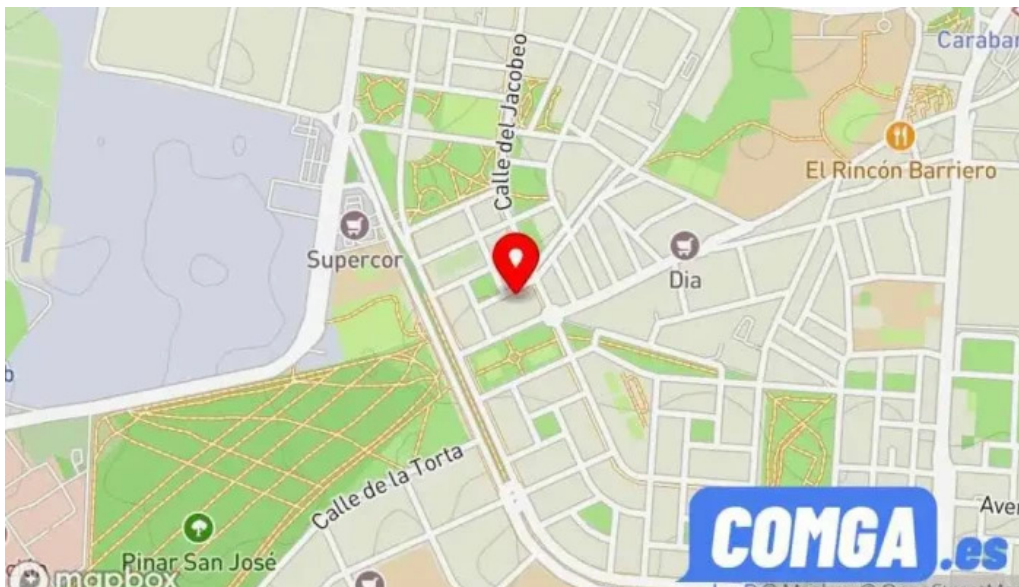 Caraban
Calle del Jacobeo
El Rincón Barriero
Supercor
Dia
Calle de la Torta
Pinar San José
Aver
mapbox
COMGA.es